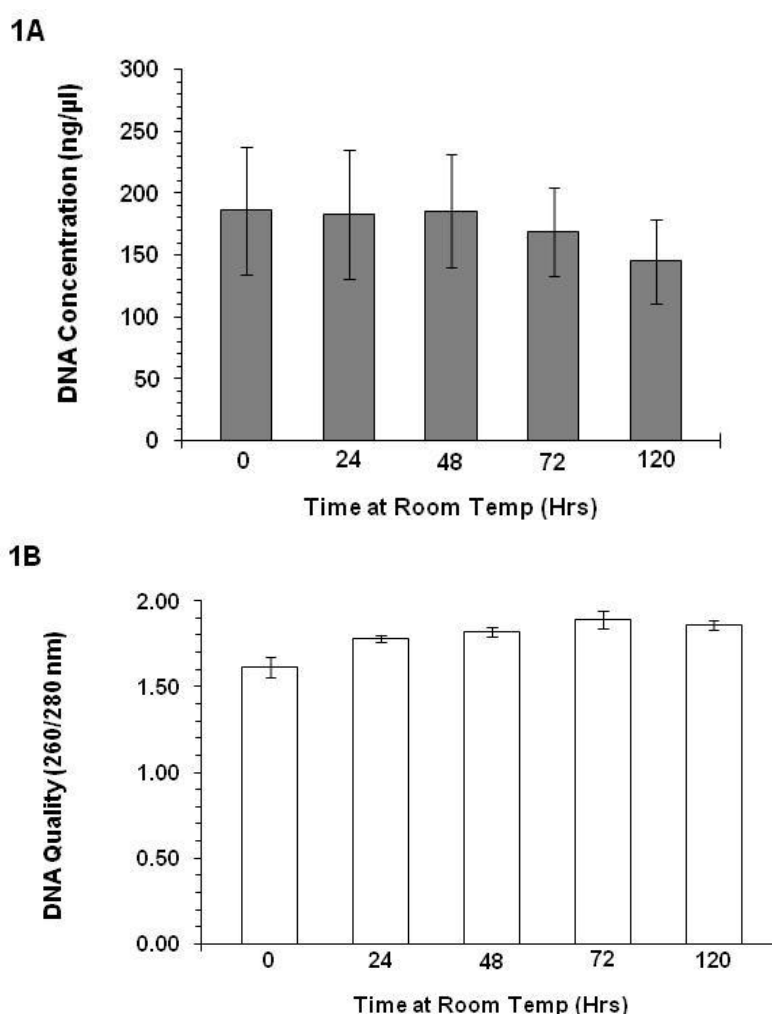 1A
DNA Concentration (ng/µl)
300
250
200
150
100
50
0
0 24 48 72 120
Time at Room Temp (Hrs)
1B
DNA Quality (260/280 nm)
2.00
1.50
1.00
0.50
0.00
0 24 48 72 120
Time at Room Temp (Hrs)